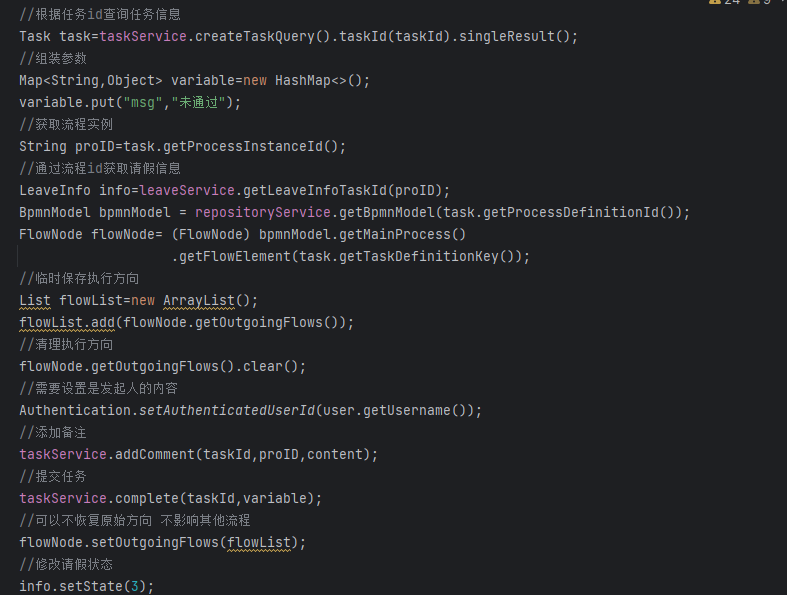 24 9
//根据任务id查询任务信息
Task task=taskService.createTaskQuery().taskId(taskId).singleResult();
//组装参数
Map<String,Object> variable=new HashMap<>();
variable.put("msg","未通过");
//获取流程实例
String proID=task.getProcessInstanceId();
//通过流程id获取请假信息
LeaveInfo info=leaveService.getLeaveInfoTaskId(proID);
BpmnModel bpmnModel = repositoryService.getBpmnModel(task.getProcessDefinitionId());
FlowNode flowNode= (FlowNode) bpmnModel.getMainProcess()
.getFlowElement(task.getTaskDefinitionKey());
//临时保存执行方向
List flowList=new ArrayList();
flowList.add(flowNode.getOutgoingFlows());
//清理执行方向
flowNode.getOutgoingFlows().clear();
//需要设置是发起人的内容
Authentication.setAuthenticatedUserId(user.getUsername());
//添加备注
taskService.addComment(taskId,proID,content);
//提交任务
taskService.complete(taskId,variable);
//可以不恢复原始方向 不影响其他流程
flowNode.setOutgoingFlows(flowList);
//修改请假状态
info.setState(3);